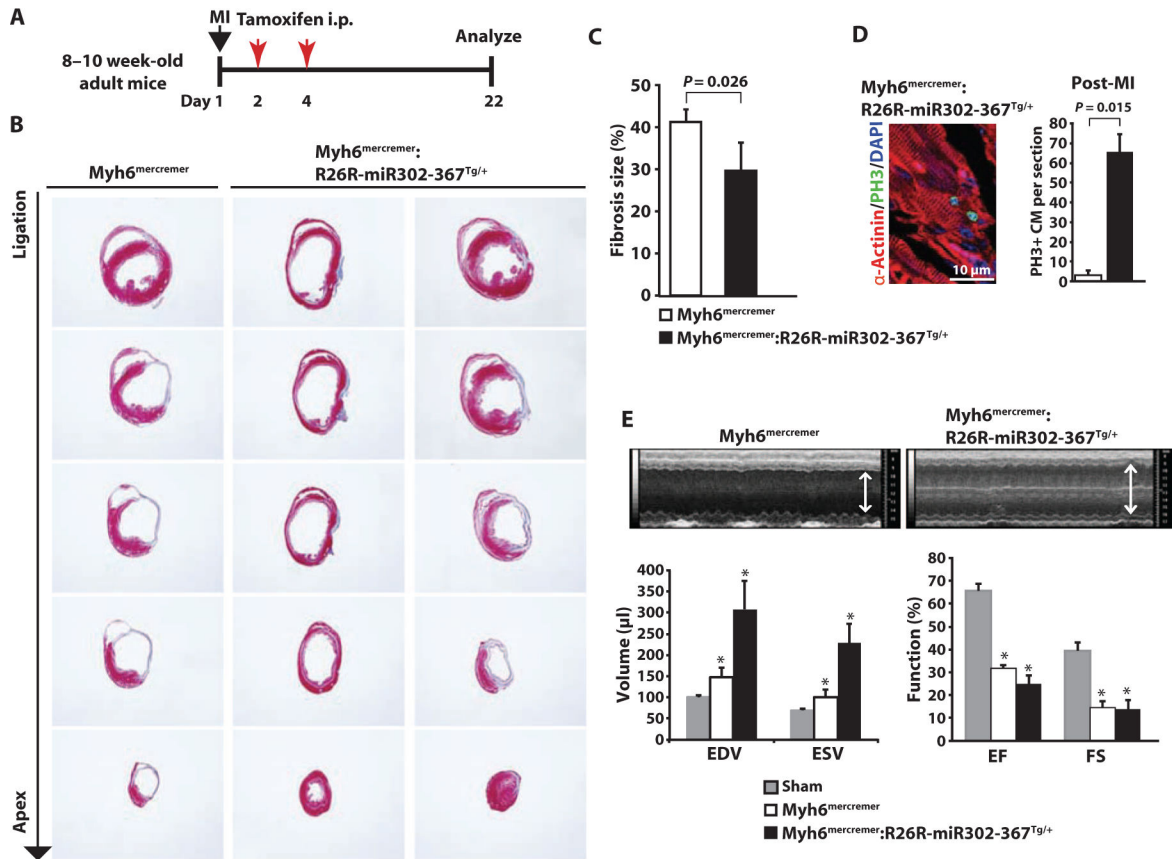 A
MI
Tamoxifen i.p.
Analyze
8–10 week-old
adult mice
Day 1
2
4
22
B
Myh6mercremer
Myh6mercremer:
R26R-miR302-367Tg/+
Ligation
Apex
C
P = 0.026
Fibrosis size (%)
50
40
30
20
10
0
Myh6mercremer
Myh6mercremer:R26R-miR302-367Tg/+
D
Myh6mercremer:
R26R-miR302-367Tg/+
α-Actinin/PH3/DAPI
10 µm
Post-MI
P = 0.015
PH3+ CM per section
80
70
60
50
40
30
20
10
0
E
Myh6mercremer
Myh6mercremer:
R26R-miR302-367Tg/+
Volume (µl)
400
350
300
250
200
150
100
50
0
* * * *
EDV
ESV
Function (%)
80
70
60
50
40
30
20
10
0
* * * *
EF
FS
Sham
Myh6mercremer
Myh6mercremer:R26R-miR302-367Tg/+